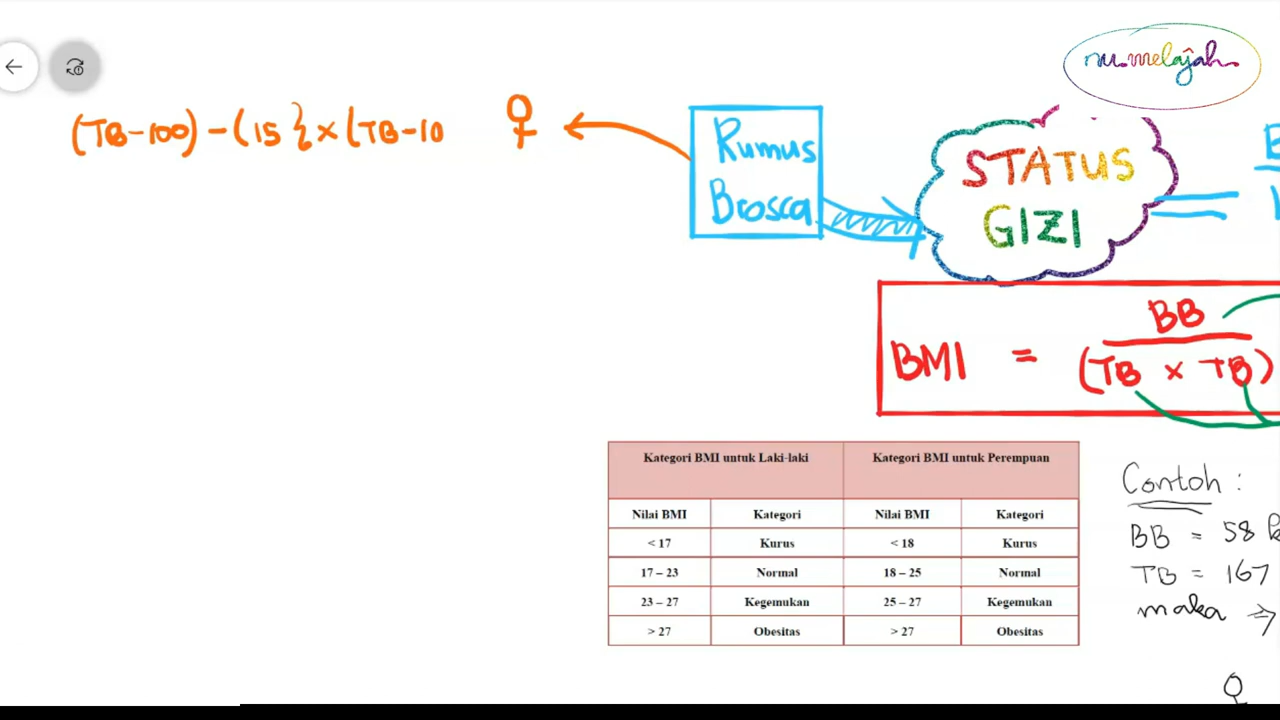 nu.melajah.
(TB-100) - (15 } x (TB-10
Rumus
Brosca
STATUS
GIZI
BMI = BB
(TB x TB)
Kategori BMI untuk Laki-laki Kategori BMI untuk Perempuan
Nilai BMI Kategori Nilai BMI Kategori
< 17 Kurus < 18 Kurus
17 – 23 Normal 18 – 25 Normal
23 – 27 Kegemukan 25 – 27 Kegemukan
> 27 Obesitas > 27 Obesitas
Contoh :
BB = 58
TB = 167
maka ⇒